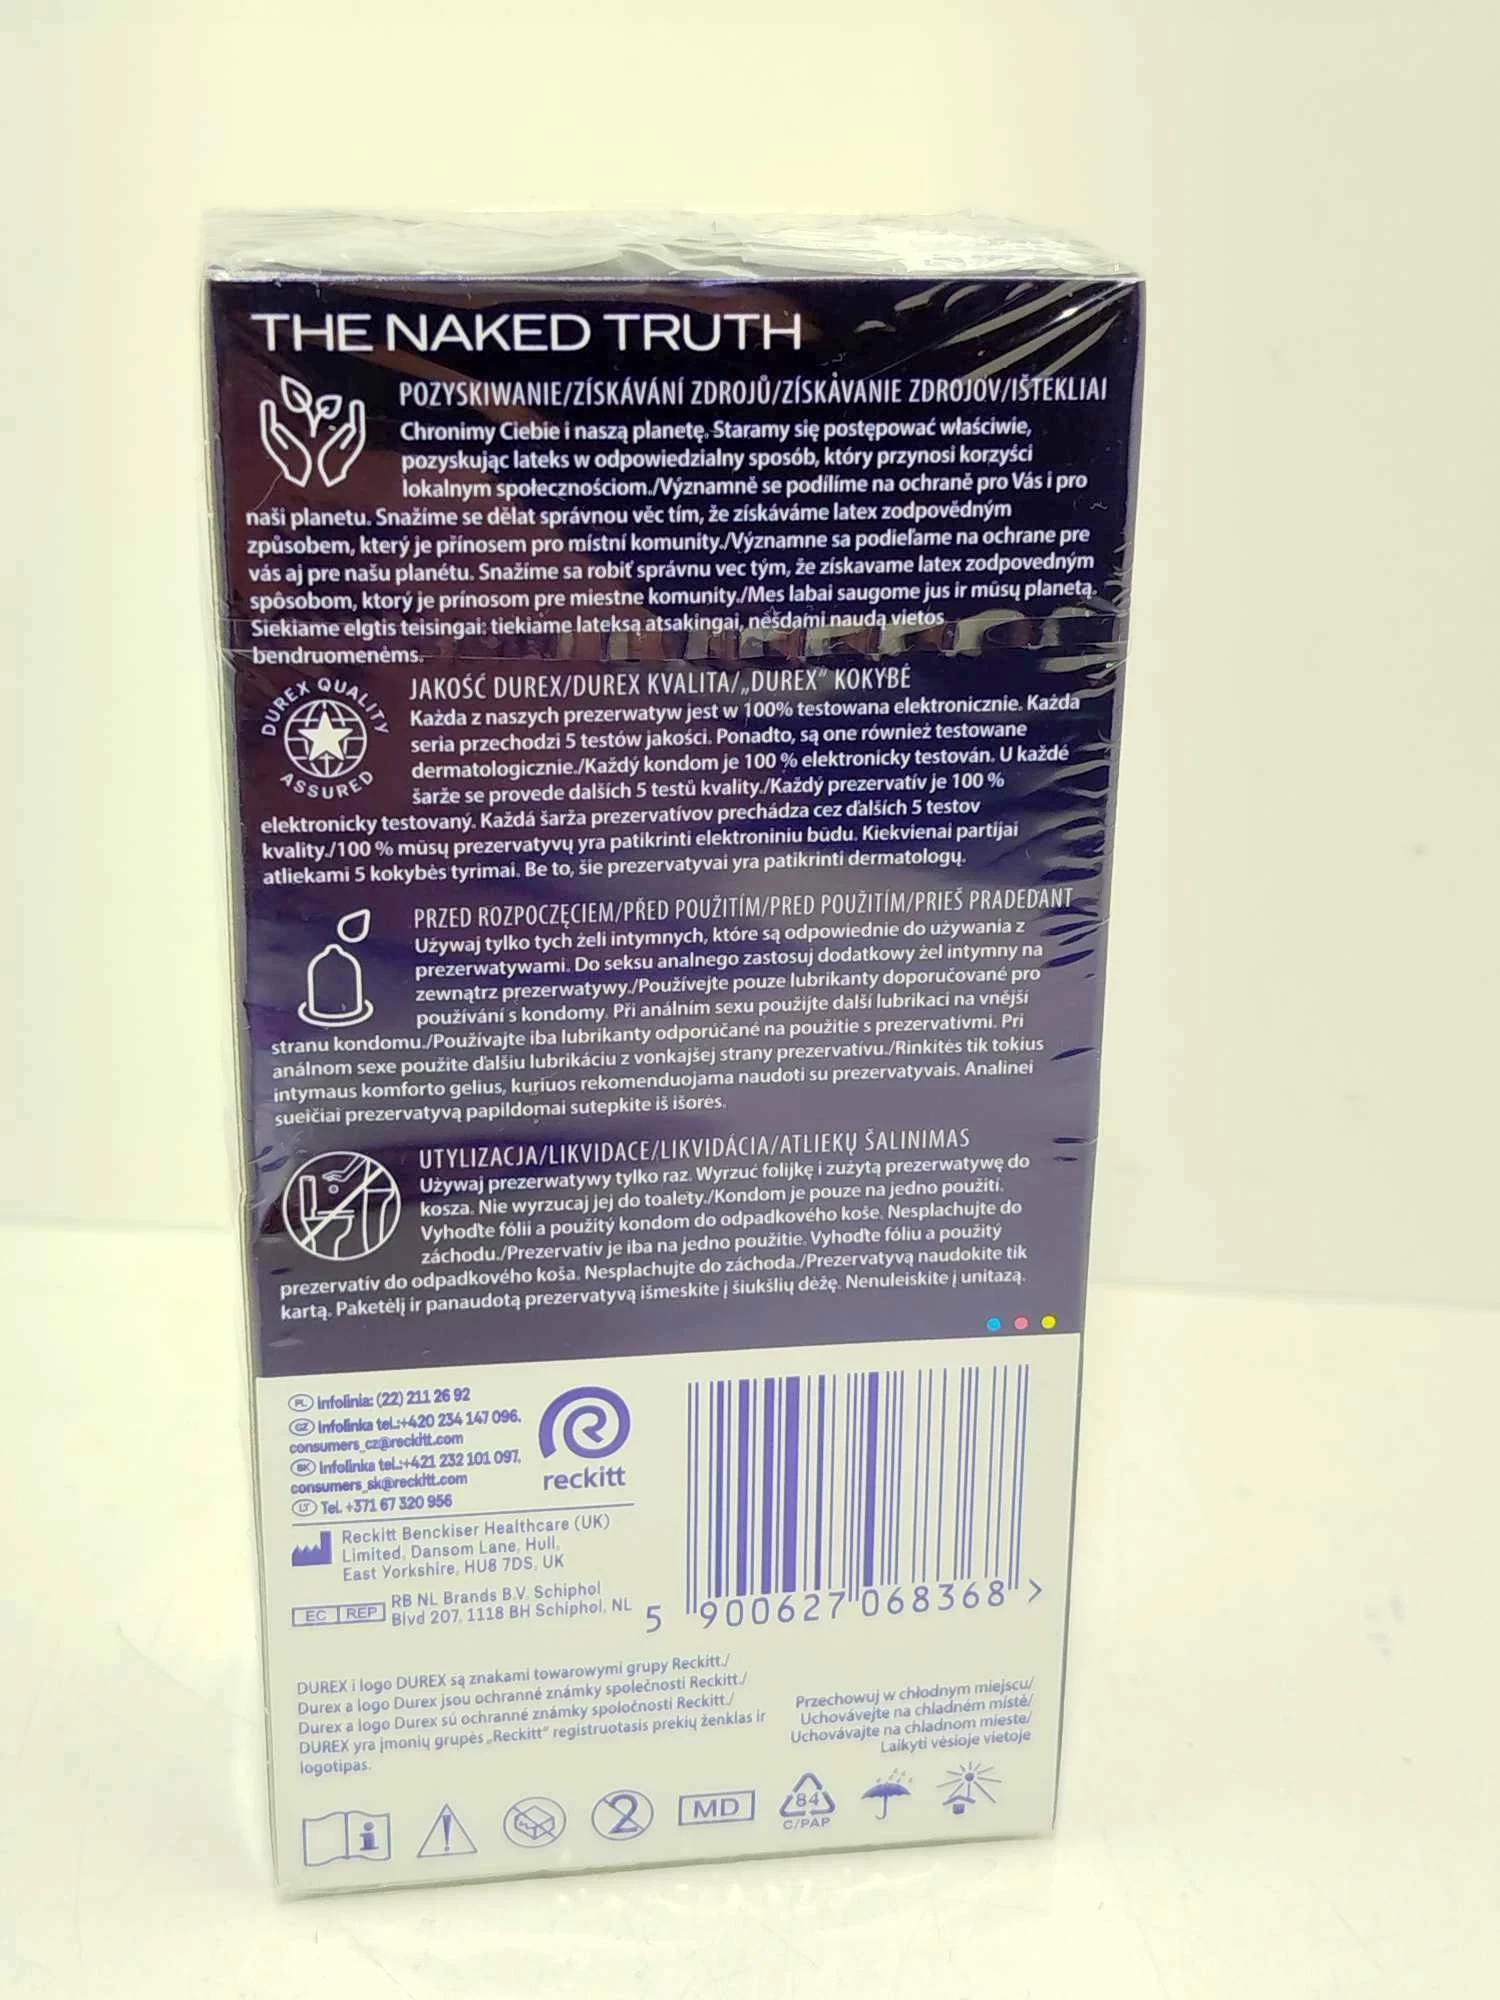 THE NAKED TRUTH
POZYSKIWANIE/ZÍSKÁVÁNÍ ZDROJŮ/ZÍSKÁVANIE ZDROJOV/IŠTEKLIAI
Chronimy Ciebie i naszą planetę. Staramy się postępować właściwie,
pozyskując lateks w odpowiedzialny sposób, który przynosi korzyści
lokalnym społecznościom./Významně se podílíme na ochraně pro Vás i pro
naši planetu. Snažíme se dělat správnou věc tím, že získáváme latex zodpovědným
způsobem, který je přínosem pro místní komunity./Významne sa podieľame na ochrane pre
vás aj pre našu planétu. Snažíme sa robiť správnu vec tým, že získavame latex zodpovedným
spôsobom, ktorý je prínosom pre miestne komunity./Mes labai saugome jus ir mūsų planetą.
Siekiame elgtis teisingai: tiekiame lateksą atsakingai, nešdami naudą vietos
bendruomenėms.
DUREX QUALITY
ASSURED
JAKOŚĆ DUREX/DUREX KVALITA/„DUREX" KOKYBĖ
Każda z naszych prezerwatyw jest w 100% testowana elektronicznie. Każda
seria przechodzi 5 testów jakości. Ponadto, są one również testowane
dermatologicznie./Každý kondom je 100 % elektronicky testován. U každé
šarže se provede dalších 5 testů kvality./Každý prezervatív je 100 %
elektronicky testovaný. Každá šarža prezervatívov prechádza cez ďalších 5 testov
kvality./100 % mūsų prezervatyvų yra patikrinti elektroniniu būdu. Kiekvienai partijai
atliekami 5 kokybės tyrimai. Be to, šie prezervatyvai yra patikrinti dermatologų.
PRZED ROZPOCZĘCIEM/PŘED POUŽITÍM/PRED POUŽITÍM/PRIEŠ PRADEDANT
Używaj tylko tych żeli intymnych, które są odpowiednie do używania z
prezerwatywami. Do seksu analnego zastosuj dodatkowy żel intymny na
zewnątrz prezerwatywy./Používejte pouze lubrikanty doporučované pro
používání s kondomy. Při análním sexu použijte další lubrikaci na vnější
stranu kondomu./Používajte iba lubrikanty odporúčané na použitie s prezervatívmi. Pri
análnom sexe použite ďalšiu lubrikáciu z vonkajšej strany prezervatívu./Rinkitės tik tokius
intymaus komforto gelius, kuriuos rekomenduojama naudoti su prezervatyvais. Analinei
sueičiai prezervatyvą papildomai sutepkite iš išorės.
UTYLIZACJA/LIKVIDACE/LIKVIDÁCIA/ATLIEKŲ ŠALINIMAS
Używaj prezerwatywy tylko raz. Wyrzuć folijkę i zużytą prezerwatywę do
kosza. Nie wyrzucaj jej do toalety./Kondom je pouze na jedno použití.
Vyhoďte fólii a použitý kondom do odpadkového koše. Nesplachujte do
záchodu./Prezervatív je iba na jedno použitie. Vyhoďte fóliu a použitý
prezervatív do odpadkového koša. Nesplachujte do záchoda./Prezervatyvą naudokite tik
kartą. Paketėlį ir panaudotą prezervatyvą išmeskite į šiukšlių dėžę. Nenuleiskite į unitazą.
PL Infolinia: (22) 211 26 92
CZ Infolinka tel.:+420 234 147 096.
consumers_cz@reckitt.com
SK Infolinka tel.:+421 232 101 097,
consumers_sk@reckitt.com
LT Tel. +371 67 320 956
reckitt
Reckitt Benckiser Healthcare (UK)
Limited, Dansom Lane, Hull,
East Yorkshire, HU8 7DS, UK
EC REP
RB NL Brands B.V. Schiphol
Blvd 207, 1118 BH Schiphol, NL
5 900627 068368 >
DUREX i logo DUREX są znakami towarowymi grupy Reckitt./
Durex a logo Durex jsou ochranné známky společnosti Reckitt./
Durex a logo Durex sú ochranné známky spoločnosti Reckitt./
DUREX yra įmonių grupės „Reckitt" registruotasis prekių ženklas ir
logotipas.
Przechowuj w chłodnym miejscu/
Uchovávejte na chladném místě/
Uchovávajte na chladnom mieste/
Laikyti vėsioje vietoje
2
MD
84
C/PAP